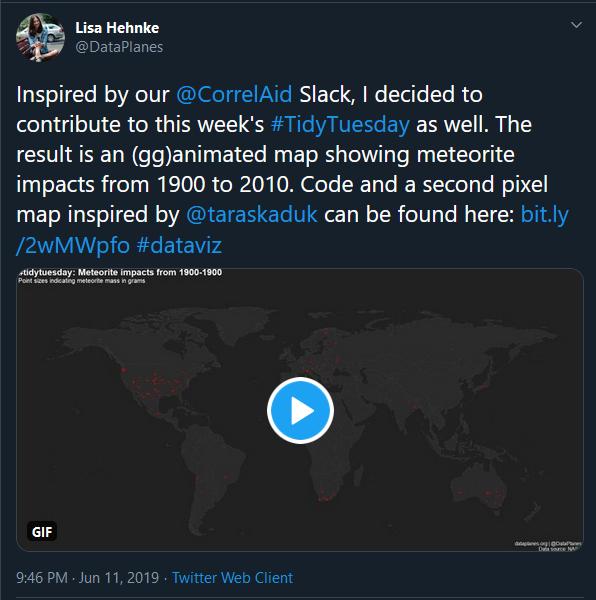 Lisa Hehnke
@DataPlanes
Inspired by our @CorrelAid Slack, I decided to
contribute to this week's #TidyTuesday as well. The
result is an (gg)animated map showing meteorite
impacts from 1900 to 2010. Code and a second pixel
map inspired by @taraskaduk can be found here: bit.ly
/2wMWpfo #dataviz
#tidytuesday: Meteorite impacts from 1900-1900
Point sizes indicating meteorite mass in grams
GIF
dataplanes.org | @DataPlanes
Data source: NA
9:46 PM · Jun 11, 2019 · Twitter Web Client